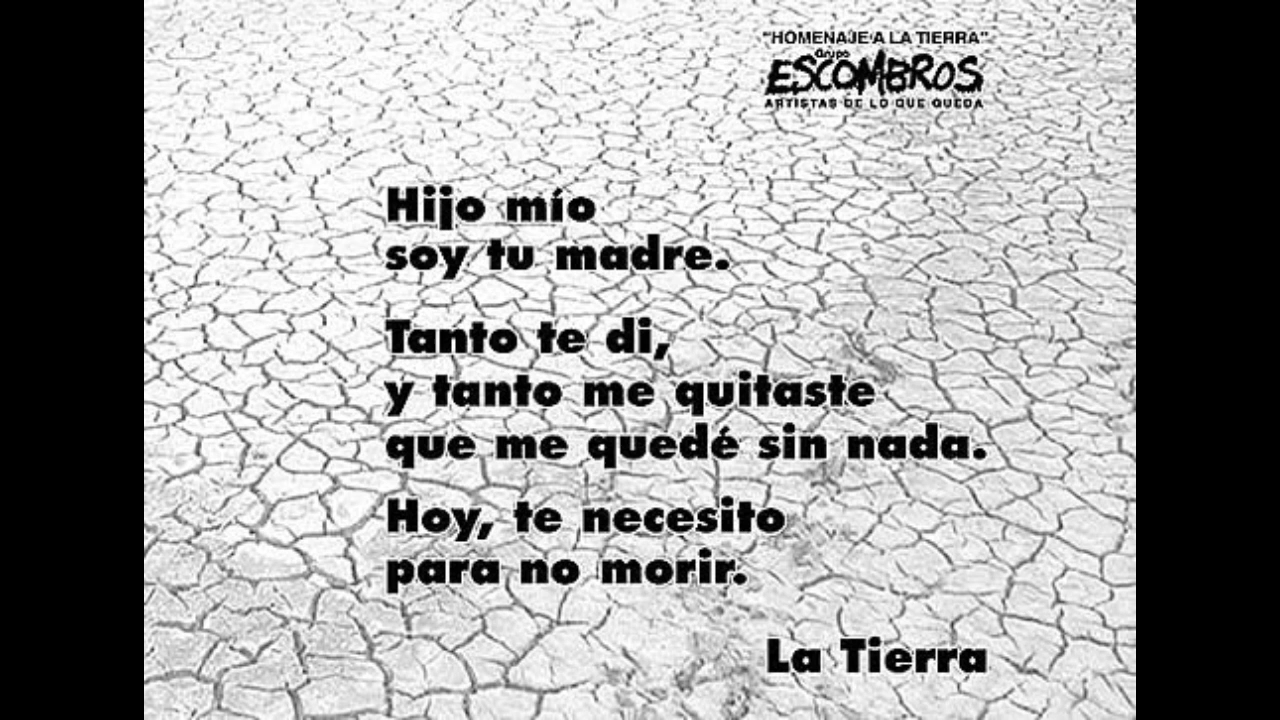 "HOMENAJE A LA TIERRA"
Grupo
ESCOMBROS
ARTISTAS DE LO QUE QUEDA
Hijo mío
soy tu madre.
Tanto te di,
y tanto me quitaste
que me quedé sin nada.
Hoy, te necesito
para no morir.
La Tierra